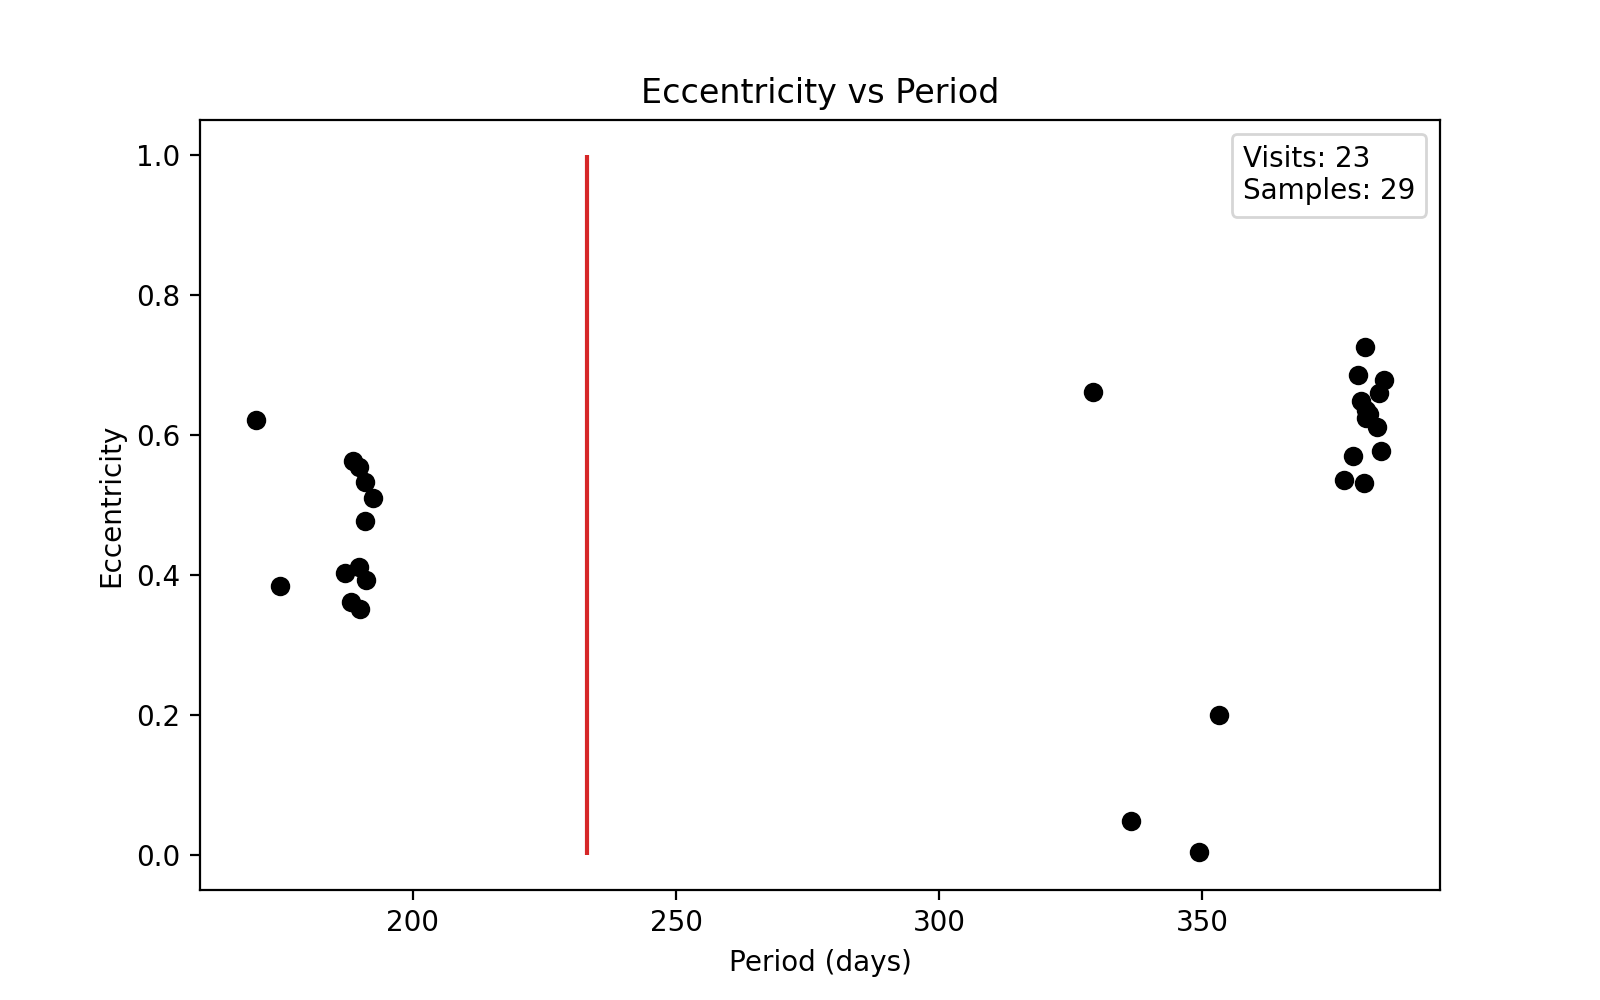 Eccentricity vs Period
Visits: 23
Samples: 29
1.0
0.8
0.6
0.4
0.2
0.0
Eccentricity
200
250
300
350
Period (days)